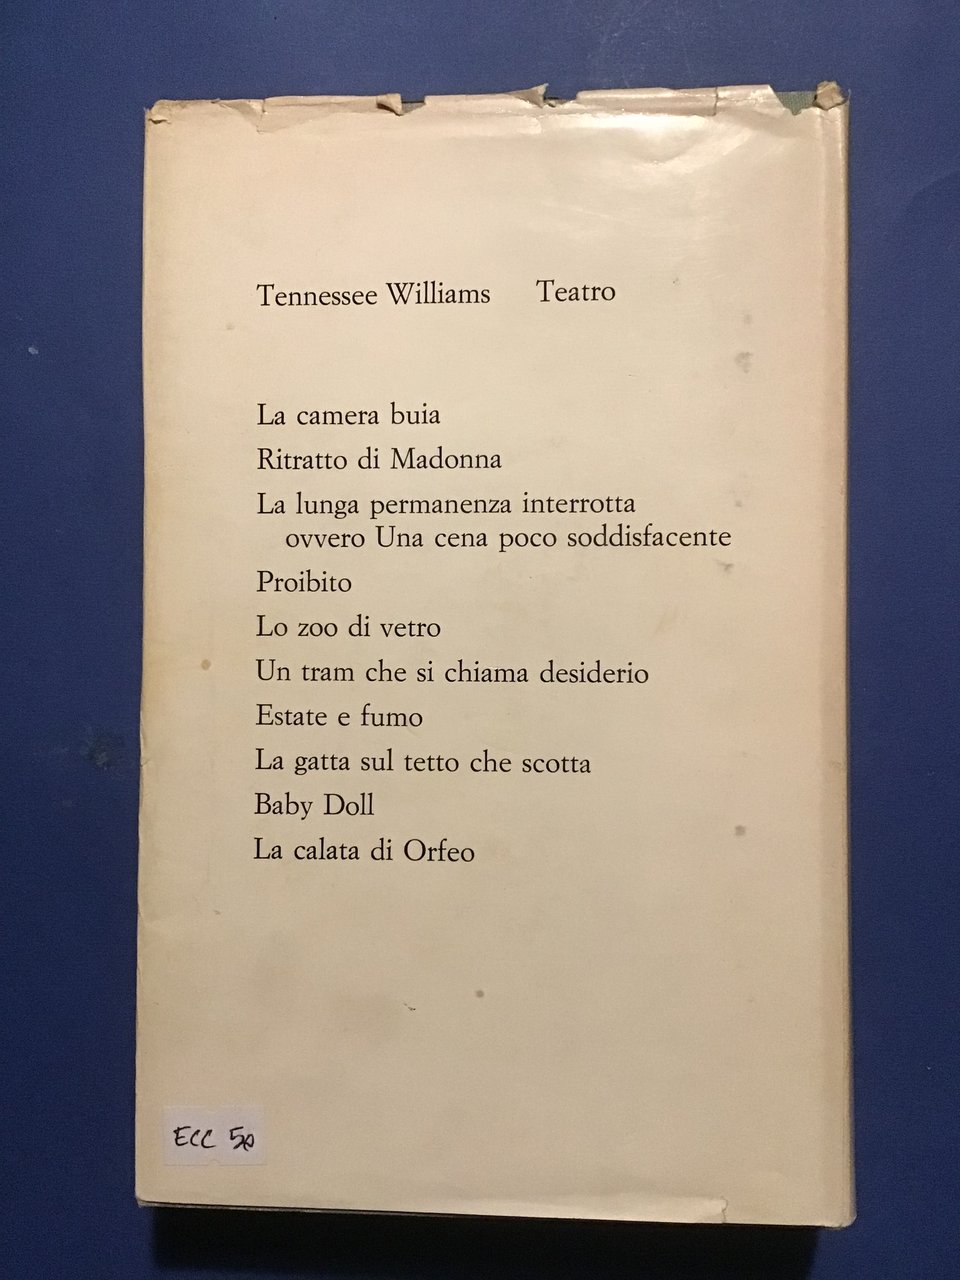 Tennessee Williams Teatro
La camera buia
Ritratto di Madonna
La lunga permanenza interrotta
ovvero Una cena poco soddisfacente
Proibito
Lo zoo di vetro
Un tram che si chiama desiderio
Estate e fumo
La gatta sul tetto che scotta
Baby Doll
La calata di Orfeo
ECC